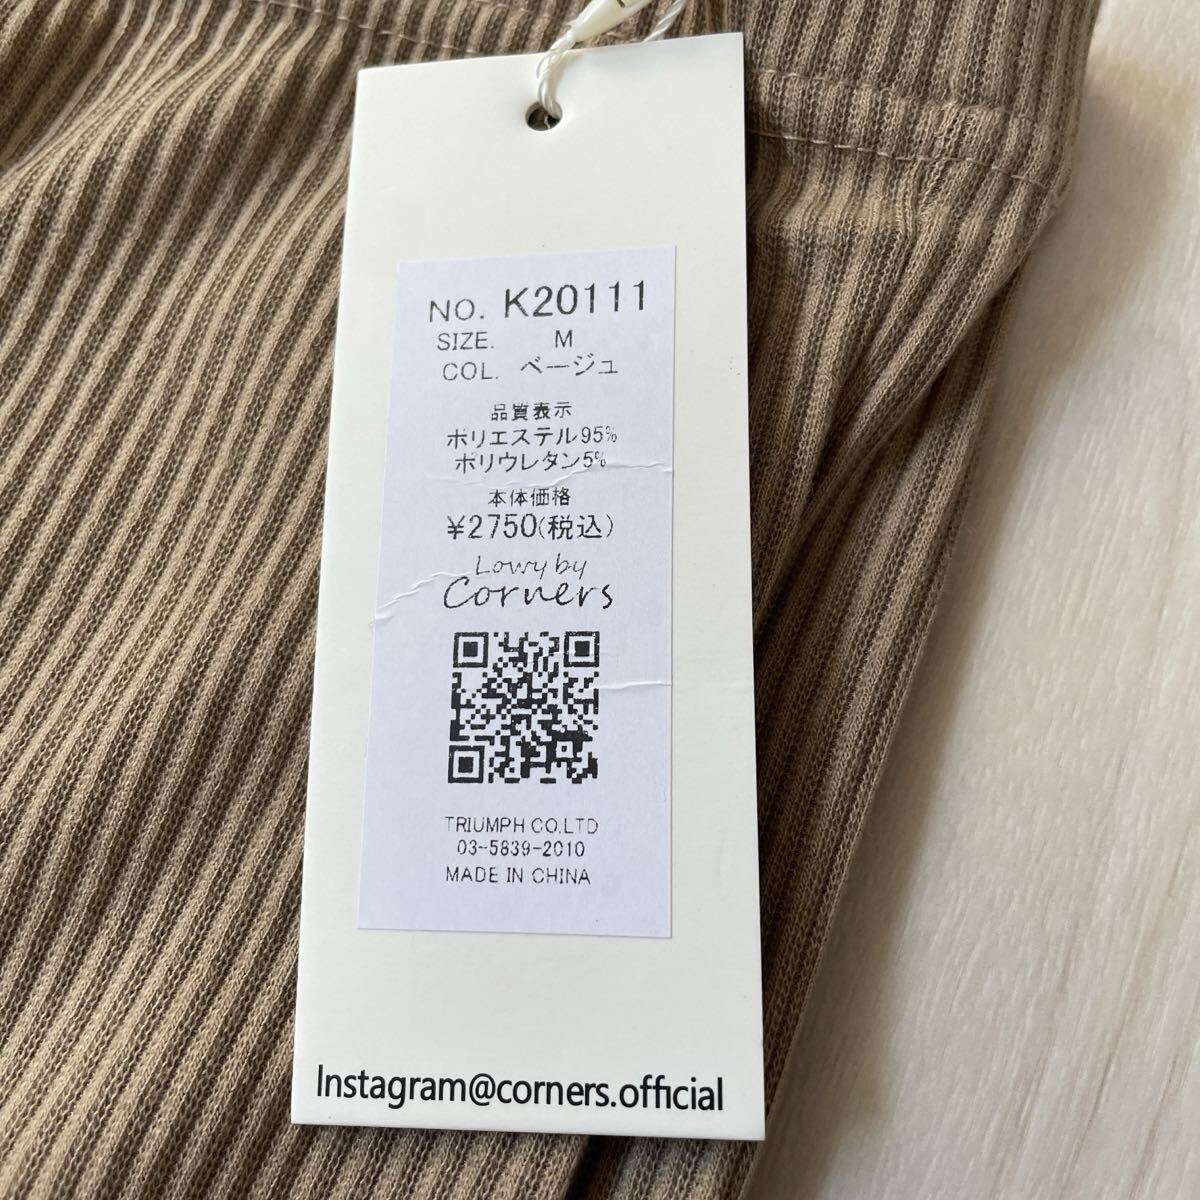 NO. K20111
SIZE. M
COL. ベージュ
品質表示
ポリエステル95%
ポリウレタン5%
本体価格
¥2750(税込)
Lowy by
Corners
TRIUMPH CO.LTD
03-5839-2010
MADE IN CHINA
Instagram@corners.official